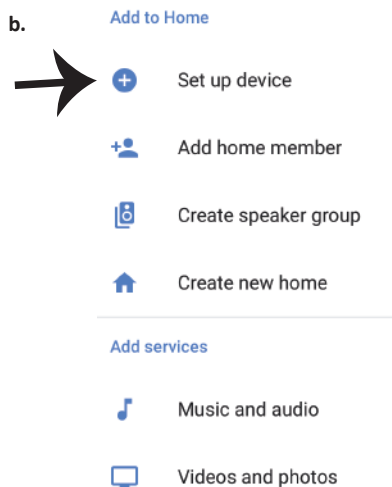 b.
Add to Home
Set up device
Add home member
Create speaker group
Create new home
Add services
Music and audio
Videos and photos